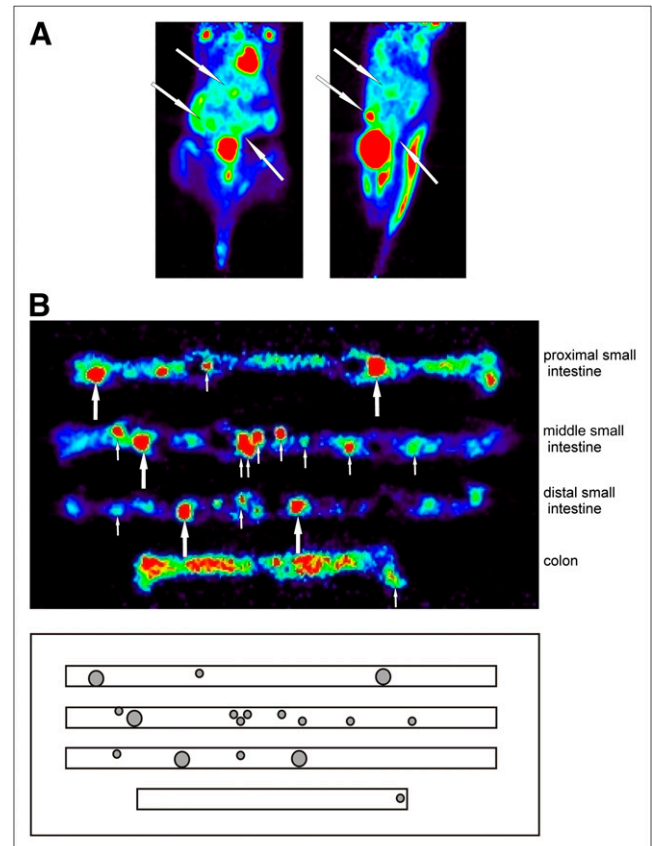 A
B
proximal small
intestine
middle small
intestine
distal small
intestine
colon